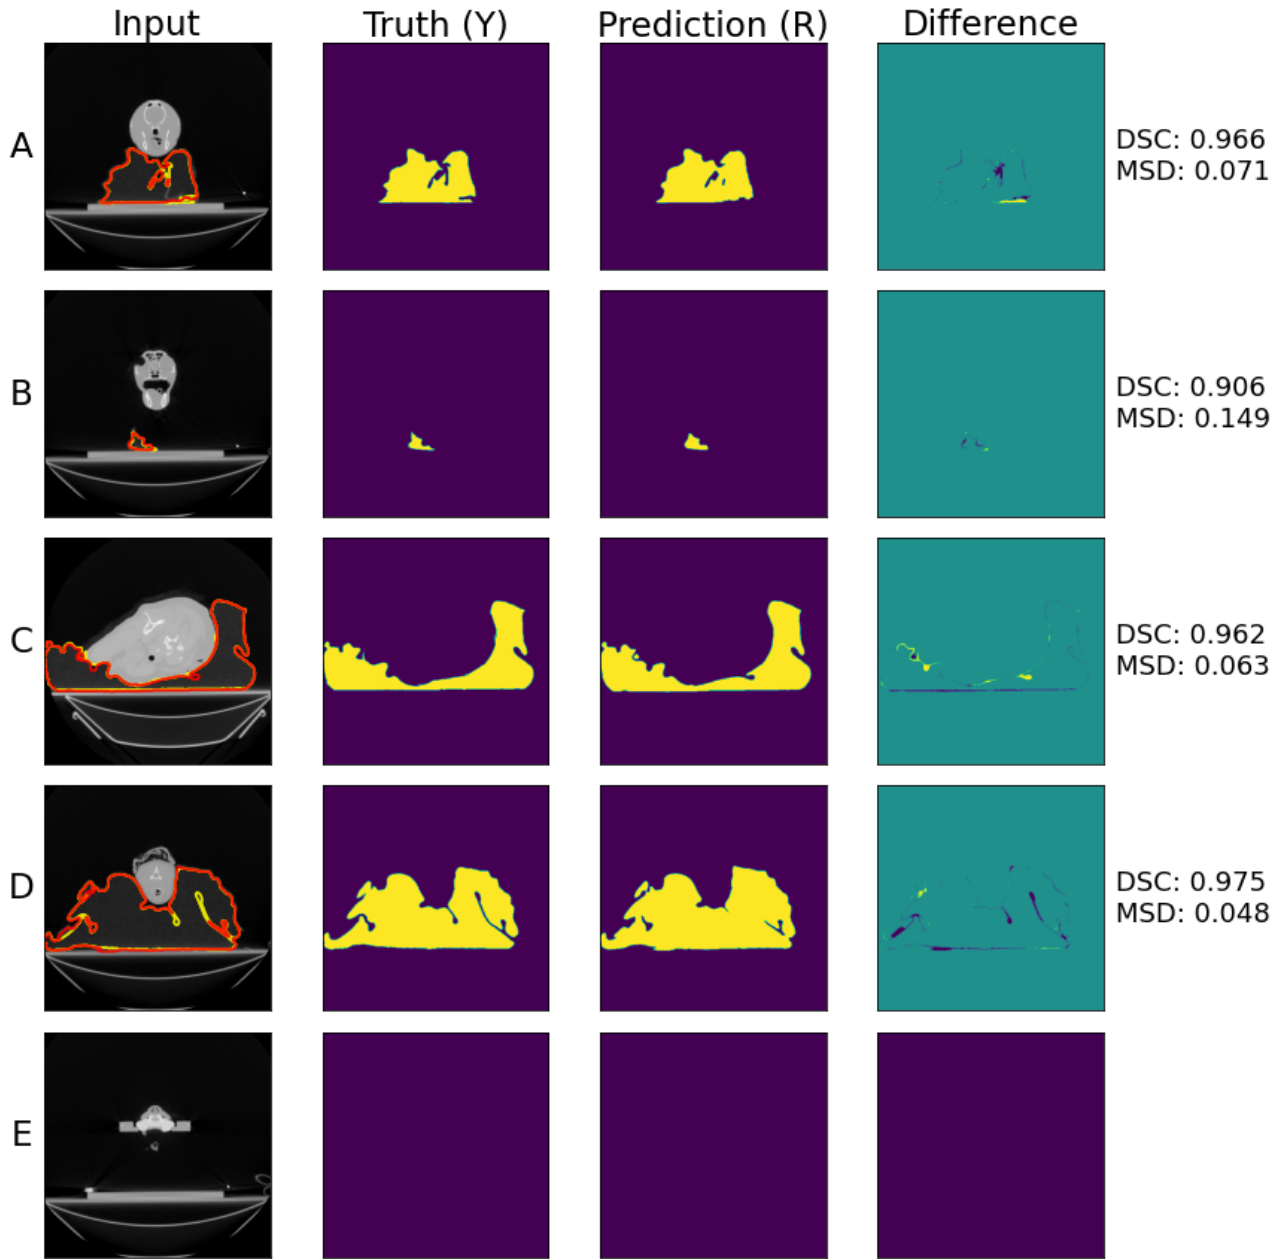 Input Truth (Y) Prediction (R) Difference
A
DSC: 0.966
MSD: 0.071
B
DSC: 0.906
MSD: 0.149
C
DSC: 0.962
MSD: 0.063
D
DSC: 0.975
MSD: 0.048
E